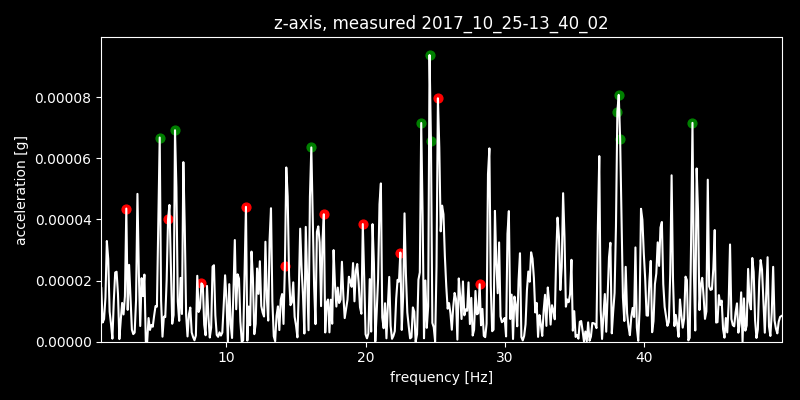 z-axis, measured 2017_10_25-13_40_02
acceleration [g]
0.00008
0.00006
0.00004
0.00002
0.00000
10 20 30 40
frequency [Hz]